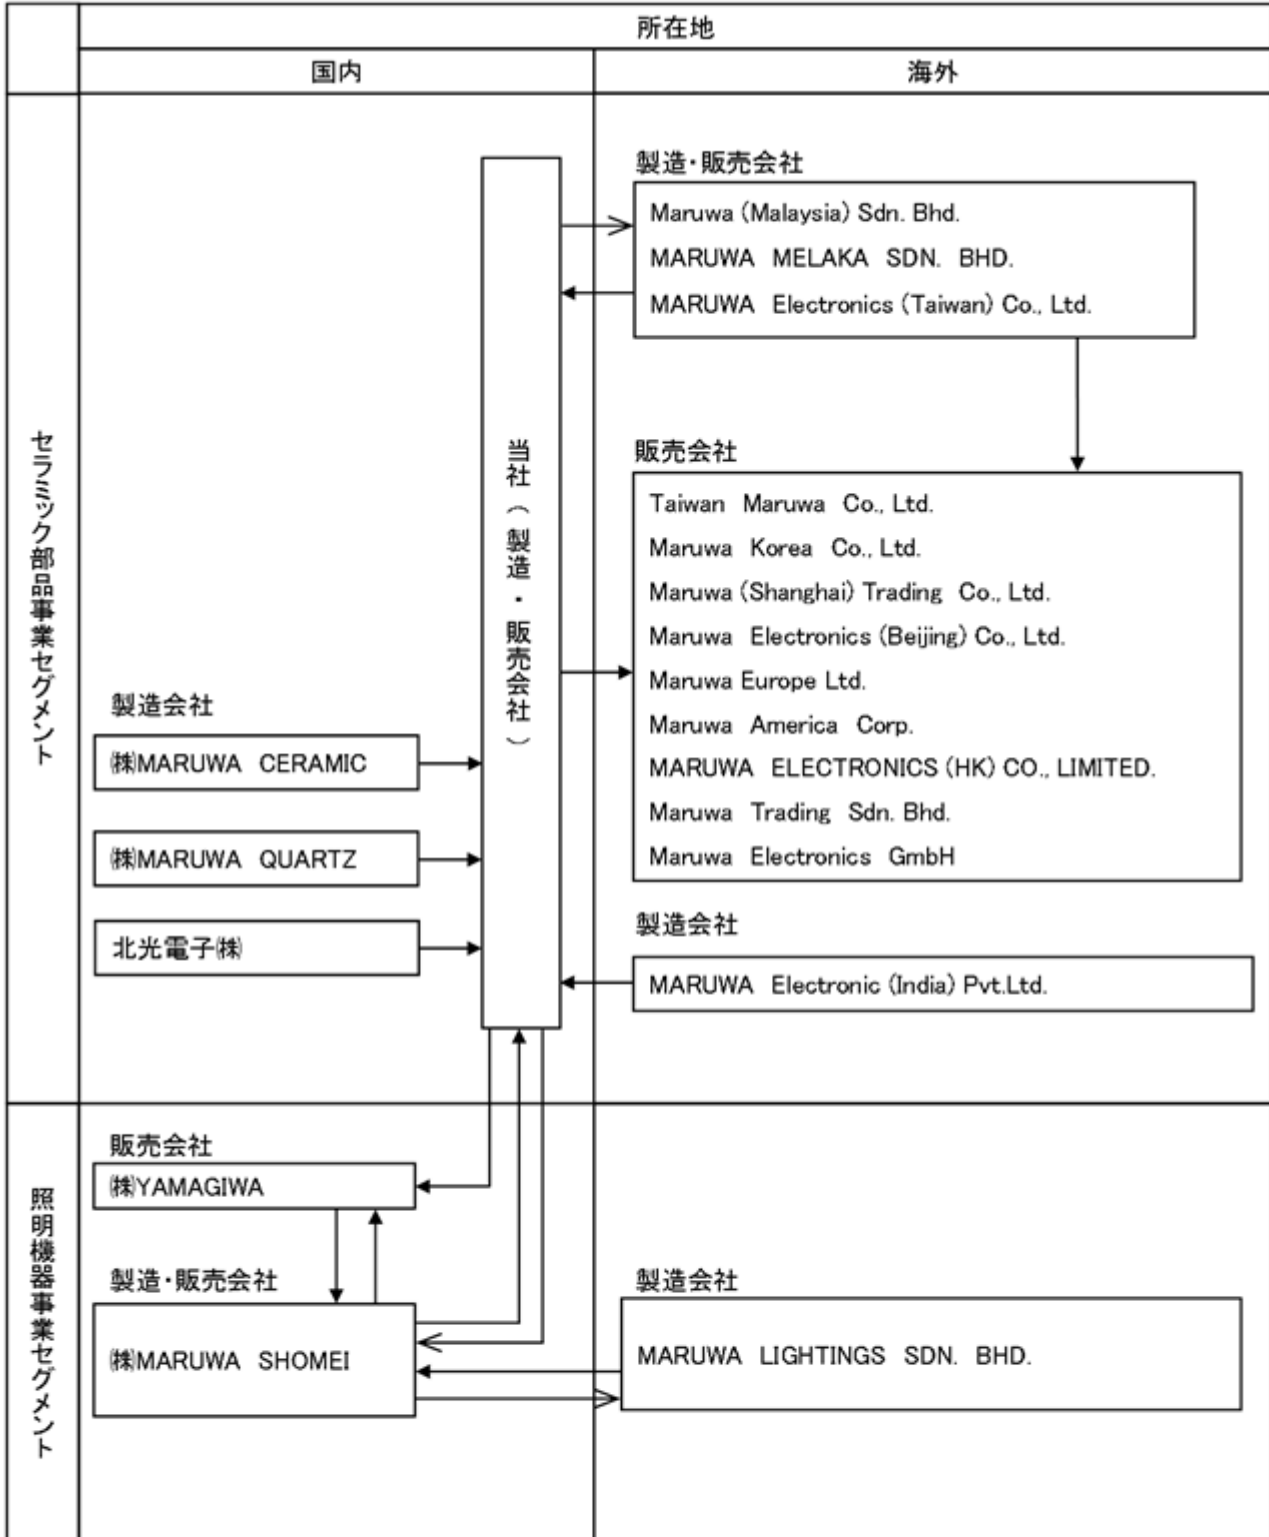 所在地
国内
海外
セラミック部品事業セグメント
当社(製造・販売会社)
製造・販売会社
Maruwa (Malaysia) Sdn. Bhd.
MARUWA MELAKA SDN. BHD.
MARUWA Electronics (Taiwan) Co., Ltd.
販売会社
Taiwan Maruwa Co., Ltd.
Maruwa Korea Co., Ltd.
Maruwa (Shanghai) Trading Co., Ltd.
Maruwa Electronics (Beijing) Co., Ltd.
Maruwa Europe Ltd.
Maruwa America Corp.
MARUWA ELECTRONICS (HK) CO., LIMITED.
Maruwa Trading Sdn. Bhd.
Maruwa Electronics GmbH
製造会社
㈱MARUWA CERAMIC
㈱MARUWA QUARTZ
北光電子㈱
製造会社
MARUWA Electronic (India) Pvt.Ltd.
照明機器事業セグメント
販売会社
㈱YAMAGIWA
製造・販売会社
㈱MARUWA SHOMEI
製造会社
MARUWA LIGHTINGS SDN. BHD.